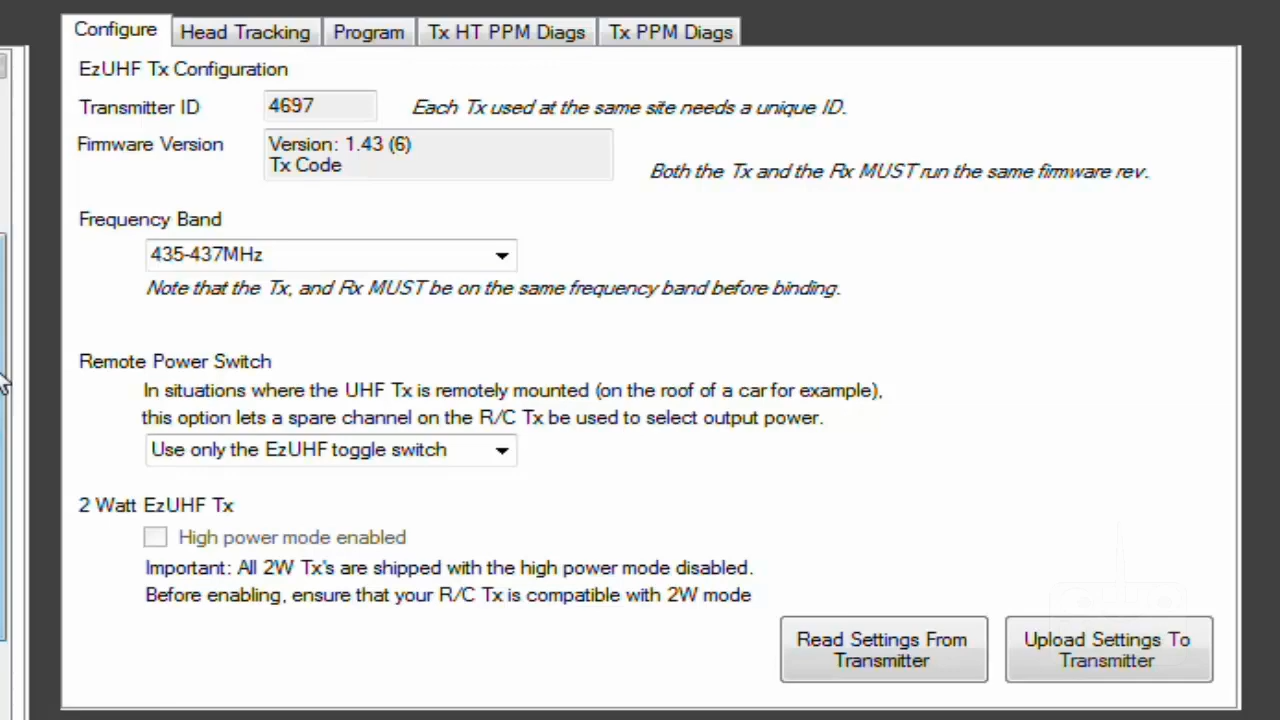 Configure
Head Tracking
Program
Tx HT PPM Diags
Tx PPM Diags
EzUHF Tx Configuration
Transmitter ID
4697
Each Tx used at the same site needs a unique ID.
Firmware Version
Version: 1.43 (6)
Tx Code
Both the Tx and the Rx MUST run the same firmware rev.
Frequency Band
435-437MHz
Note that the Tx, and Rx MUST be on the same frequency band before binding.
Remote Power Switch
In situations where the UHF Tx is remotely mounted (on the roof of a car for example),
this option lets a spare channel on the R/C Tx be used to select output power.
Use only the EzUHF toggle switch
2 Watt EzUHF Tx
High power mode enabled
Important: All 2W Tx's are shipped with the high power mode disabled.
Before enabling, ensure that your R/C Tx is compatible with 2W mode
Read Settings From
Transmitter
Upload Settings To
Transmitter